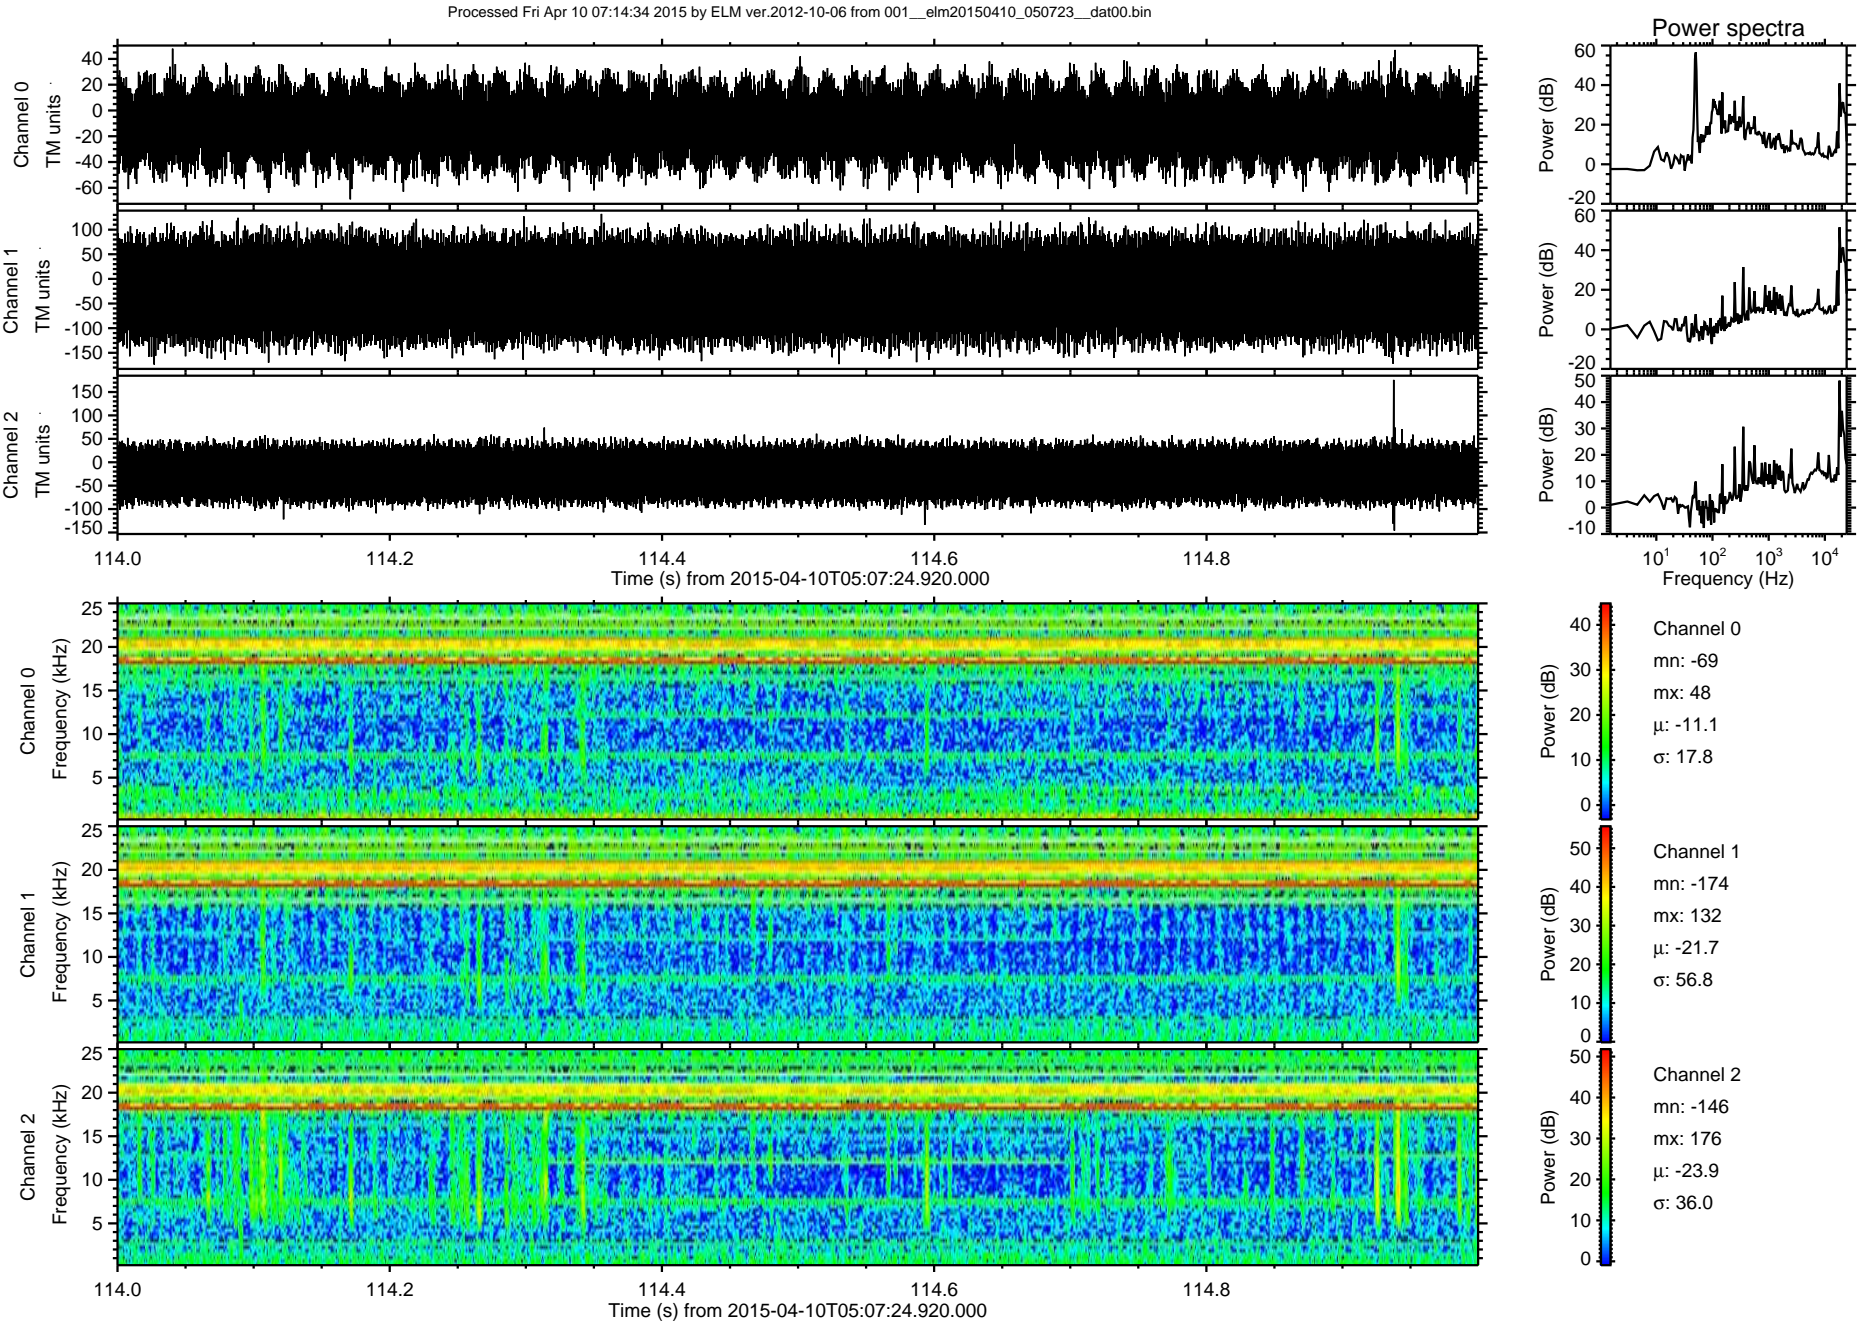 Processed Fri Apr 10 07:14:34 2015 by ELM ver.2012-10-06 from 001__elm20150410_050723__dat00.bin
Power spectra
Channel 0
TM units
40
20
0
-20
-40
-60
Power (dB)
60
40
20
0
-20
Channel 1
TM units
100
50
0
-50
-100
-150
Power (dB)
60
40
20
0
-20
Channel 2
TM units
150
100
50
0
-50
-100
-150
Power (dB)
50
40
30
20
10
0
-10
114.0 114.2 114.4 114.6 114.8
Time (s) from 2015-04-10T05:07:24.920.000
10¹ 10² 10³ 10⁴
Frequency (Hz)
Channel 0
Frequency (kHz)
25
20
15
10
5
Power (dB)
40
30
20
10
0
Channel 0
mn: -69
mx: 48
μ: -11.1
σ: 17.8
Channel 1
Frequency (kHz)
25
20
15
10
5
Power (dB)
50
40
30
20
10
0
Channel 1
mn: -174
mx: 132
μ: -21.7
σ: 56.8
Channel 2
Frequency (kHz)
25
20
15
10
5
Power (dB)
50
40
30
20
10
0
Channel 2
mn: -146
mx: 176
μ: -23.9
σ: 36.0
114.0 114.2 114.4 114.6 114.8
Time (s) from 2015-04-10T05:07:24.920.000